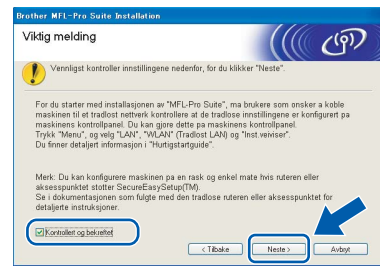 Brother MFL-Pro Suite Installation
Viktig melding
Vennligst kontroller innstillingene nedenfor, for du klikker "Neste".
For du starter med installasjonen av "MFL-Pro Suite", ma brukere som onsker a koble
maskinen til et tradlost nettverk kontrollere at de tradlose innstillingene er konfigurert pa
maskinens kontrollpanel. Du kan gjore dette pa maskinens kontrollpanel.
Trykk "Menu", og velg "LAN", "WLAN" (Tradlost LAN) og "Inst.veiviser".
Du finner detaljert informasjon i "Hurtigstartguide".
Merk: Du kan konfigurere maskinen pa en rask og enkel mate hvis ruteren eller
aksesspunktet stotter SecureEasySetup(TM).
Se i dokumentasjonen som fulgte med den tradlose ruteren eller aksesspunktet for
detaljerte instruksjoner.
Kontrollert og bekreftet
< Tilbake
Neste >
Avbryt